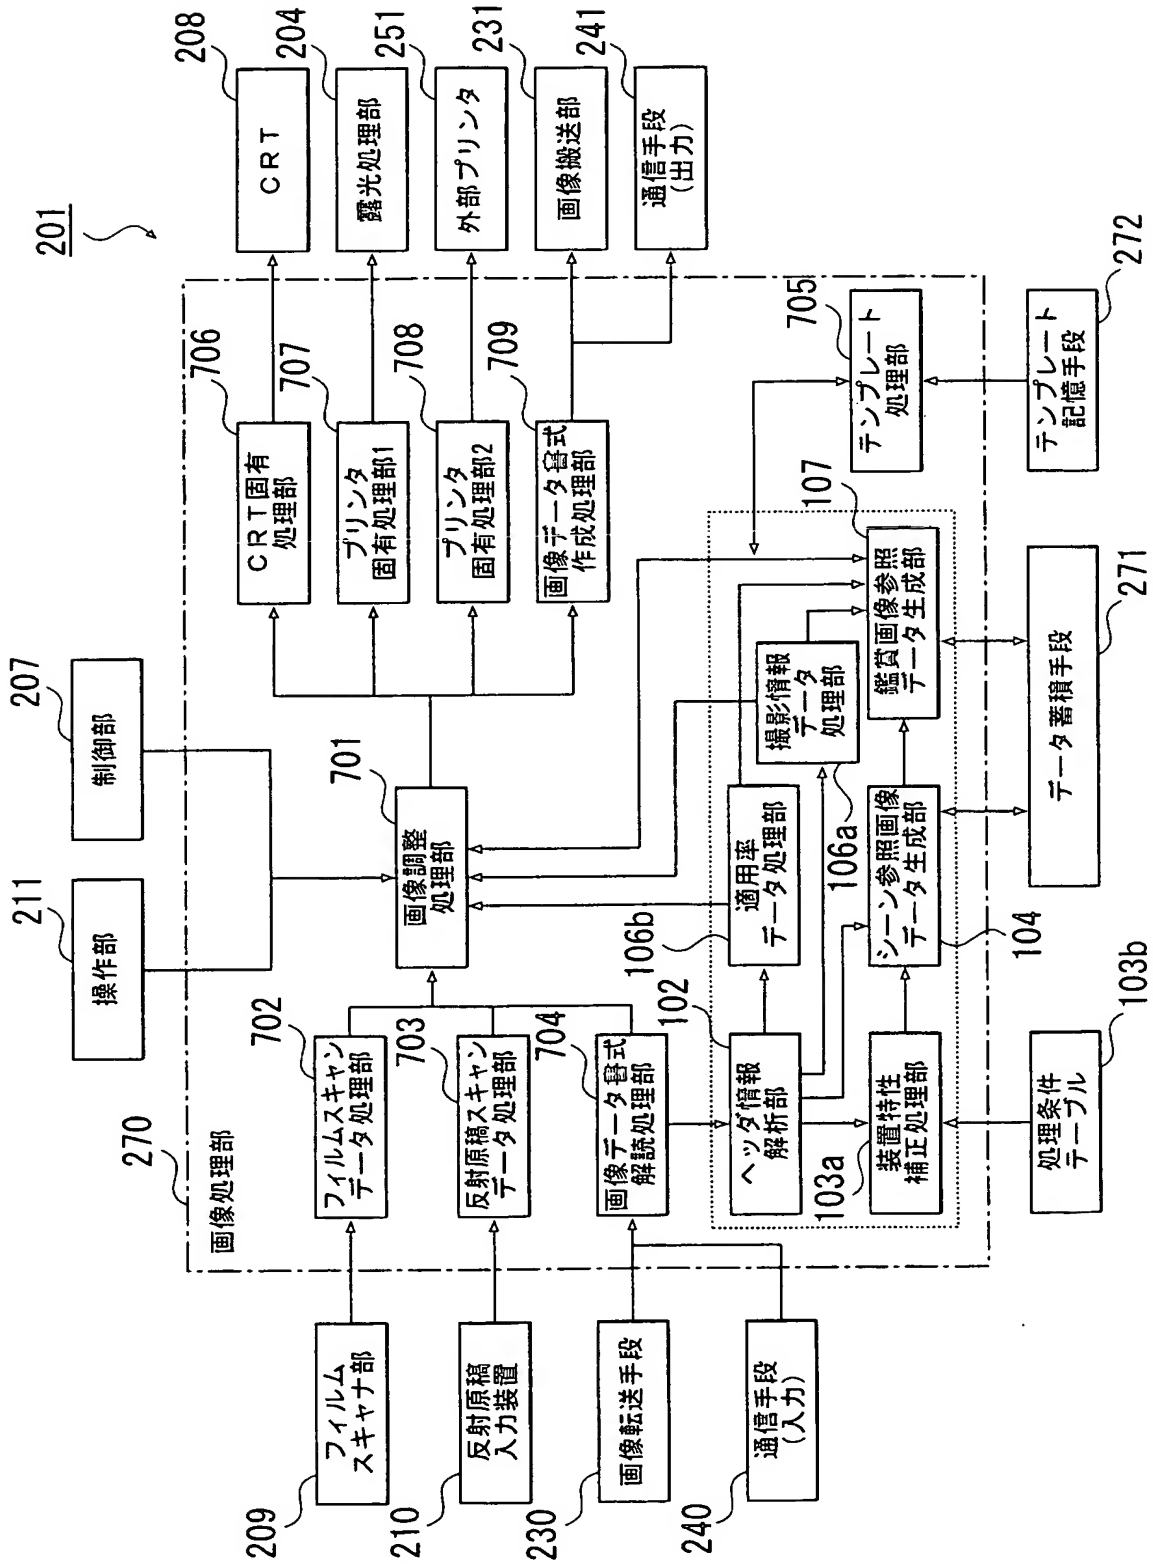 201
211
操作部
207
制御部
270
画像処理部
209
フィルム
スキャナ部
210
反射原稿
入力装置
230
画像転送手段
240
通信手段
(入力)
702
フィルムスキャン
データ処理部
703
反射原稿スキャン
データ処理部
704
画像データ書式
解読処理部
701
画像調整
処理部
706
CRT固有
処理部
707
プリンタ
固有処理部1
708
プリンタ
固有処理部2
709
画像データ書式
作成処理部
208
CRT
204
露光処理部
251
外部プリンタ
231
画像搬送部
241
通信手段
(出力)
102
ヘッダ情報
解析部
106b
適用率
データ処理部
106a
撮影情報
データ
処理部
103a
装置特性
補正処理部
104
シーン参照画像
データ生成部
107
鑑賞画像参照
データ生成部
705
テンプレート
処理部
103b
処理条件
テーブル
271
データ蓄積手段
272
テンプレート
記憶手段